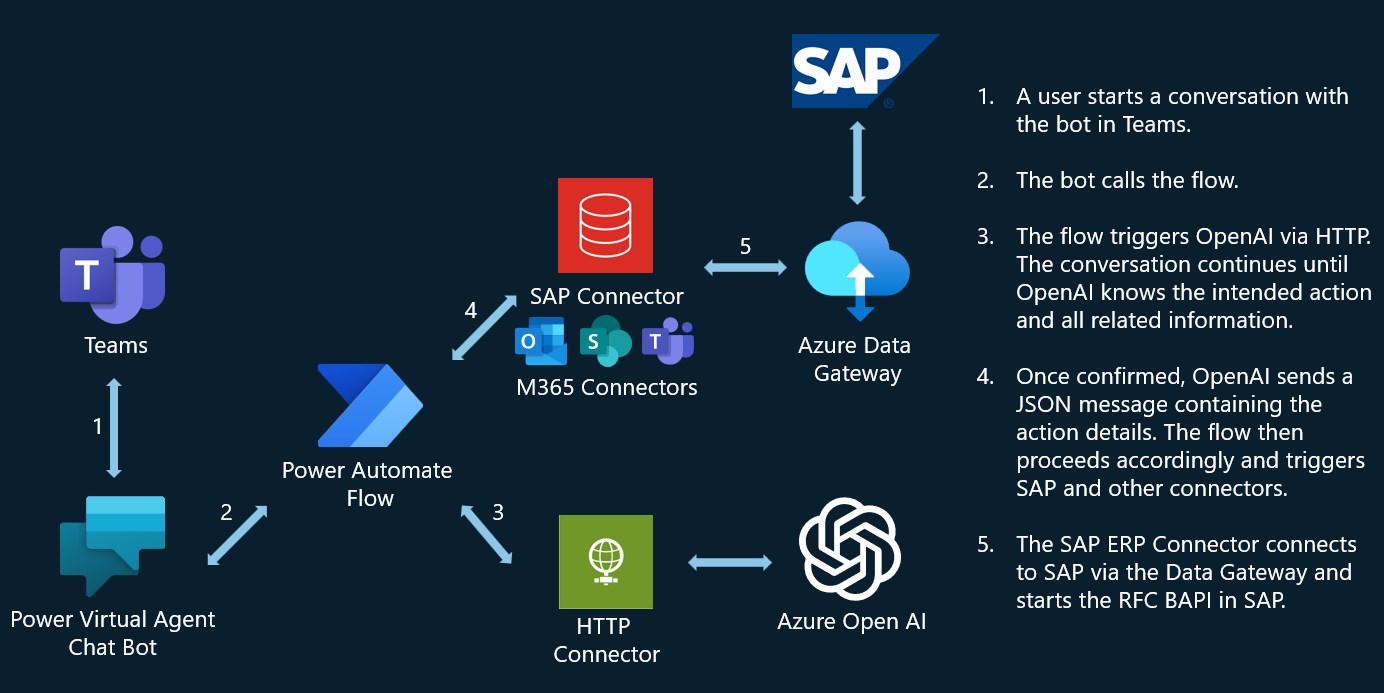 SAP
®
1. A user starts a conversation with
the bot in Teams.
2. The bot calls the flow.
3. The flow triggers OpenAI via HTTP.
The conversation continues until
OpenAI knows the intended action
and all related information.
4. Once confirmed, OpenAI sends a
JSON message containing the
action details. The flow then
proceeds accordingly and triggers
SAP and other connectors.
5. The SAP ERP Connector connects
to SAP via the Data Gateway and
starts the RFC BAPI in SAP.
T
Teams
1
Power Virtual Agent
Chat Bot
2
Power Automate
Flow
4
SAP Connector
O S T
M365 Connectors
5
Azure Data
Gateway
3
HTTP
Connector
Azure Open AI